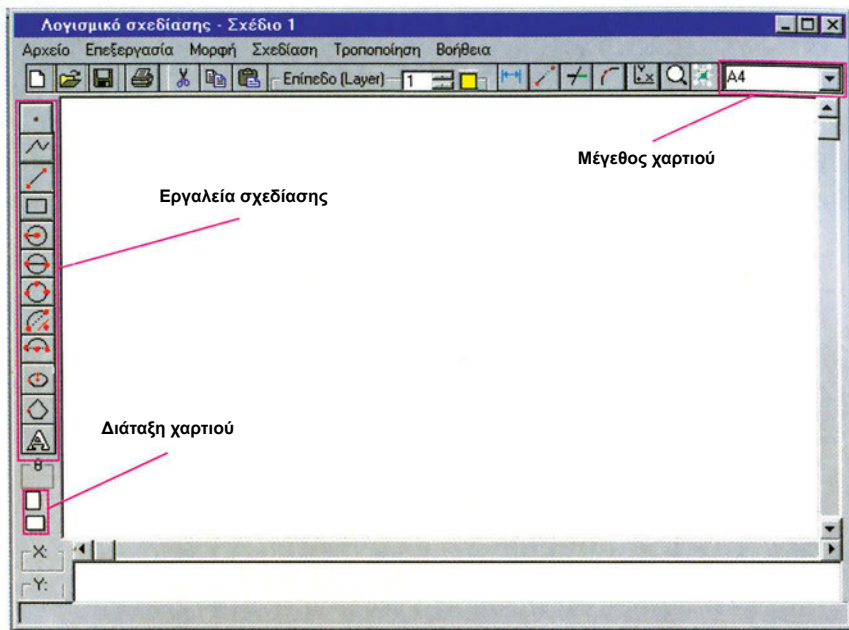 Λογισμικό σχεδίασης - Σχέδιο 1
Αρχείο Επεξεργασία Μορφή Σχεδίαση Τροποποίηση Βοήθεια
Επίπεδο (Layer) 1 A4
Μέγεθος χαρτιού
Εργαλεία σχεδίασης
Διάταξη χαρτιού
A
θ
X:
Y: